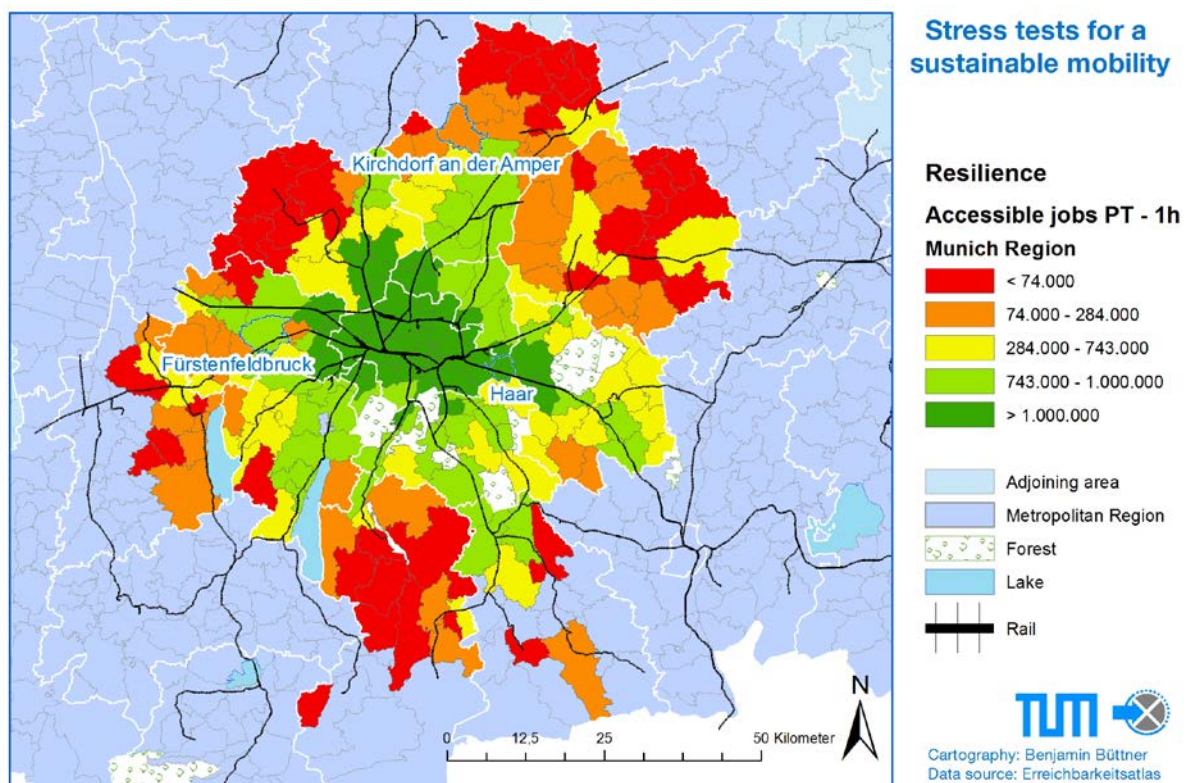 Stress tests for a
sustainable mobility
Kirchdorf an der Amper
Fürstenfeldbruck
Haar
Resilience
Accessible jobs PT - 1h
Munich Region
< 74.000
74.000 - 284.000
284.000 - 743.000
743.000 - 1.000.000
> 1.000.000
Adjoining area
Metropolitan Region
Forest
Lake
Rail
N
0 12,5 25 50 Kilometer
TUM
Cartography: Benjamin Büttner
Data source: Erreichbarkeitsatlas